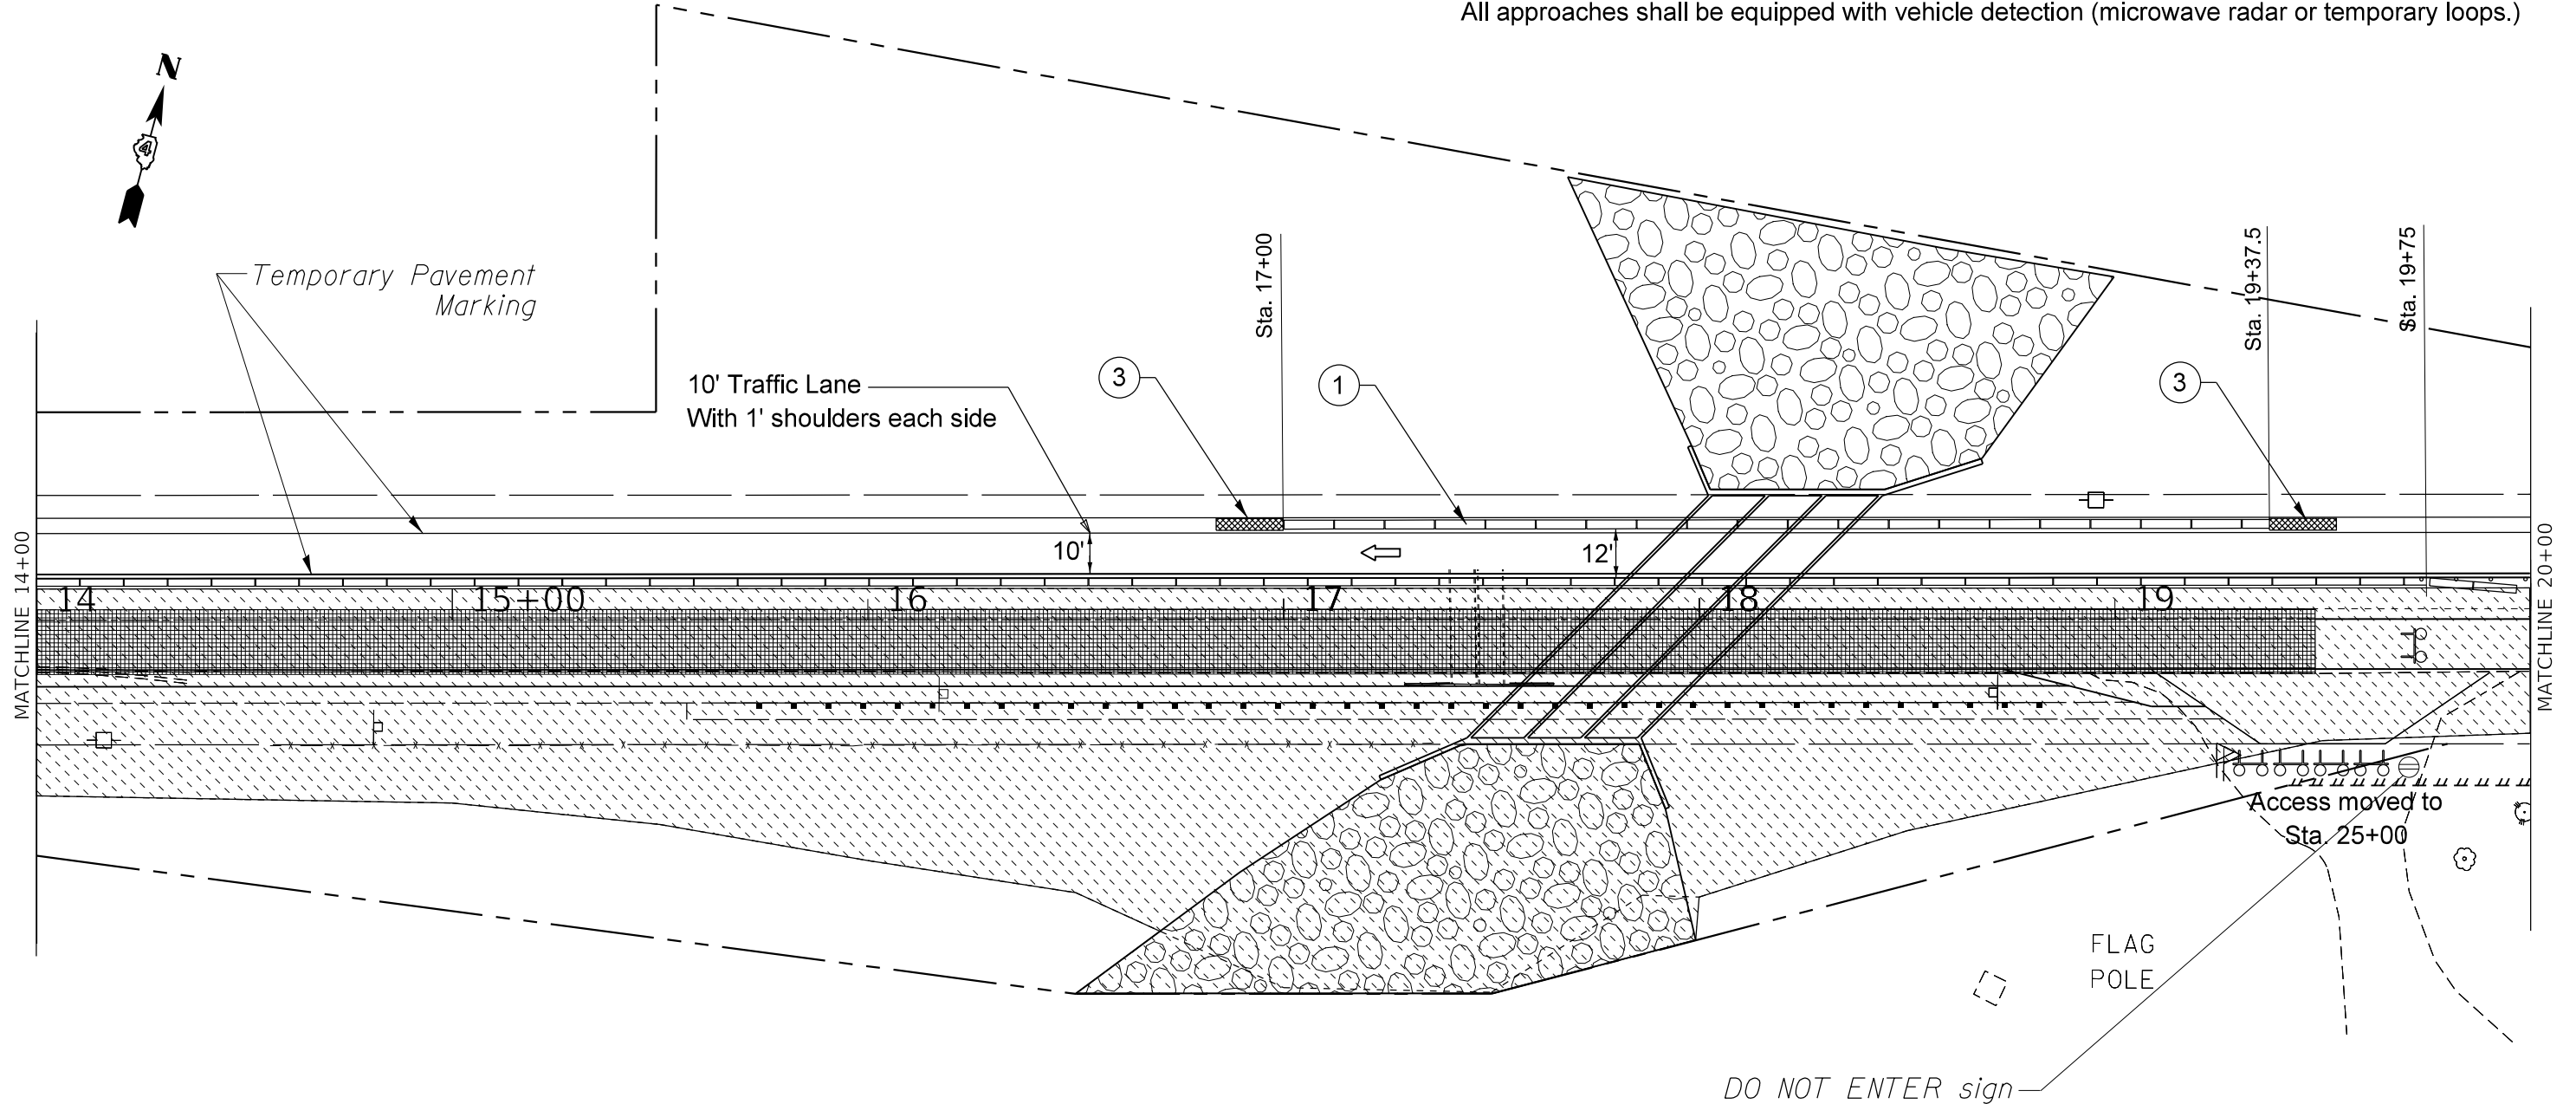 All approaches shall be equipped with vehicle detection (microwave radar or temporary loops.)
N
4
Temporary Pavement
Marking
10' Traffic Lane
With 1' shoulders each side
3
Sta. 17+00
1
Sta. 19+37.5
Sta. 19+75
3
10'
12'
MATCHLINE 14+00
14
15+00
16
17
18
19
MATCHLINE 20+00
Access moved to
Sta. 25+00
FLAG
POLE
DO NOT ENTER sign